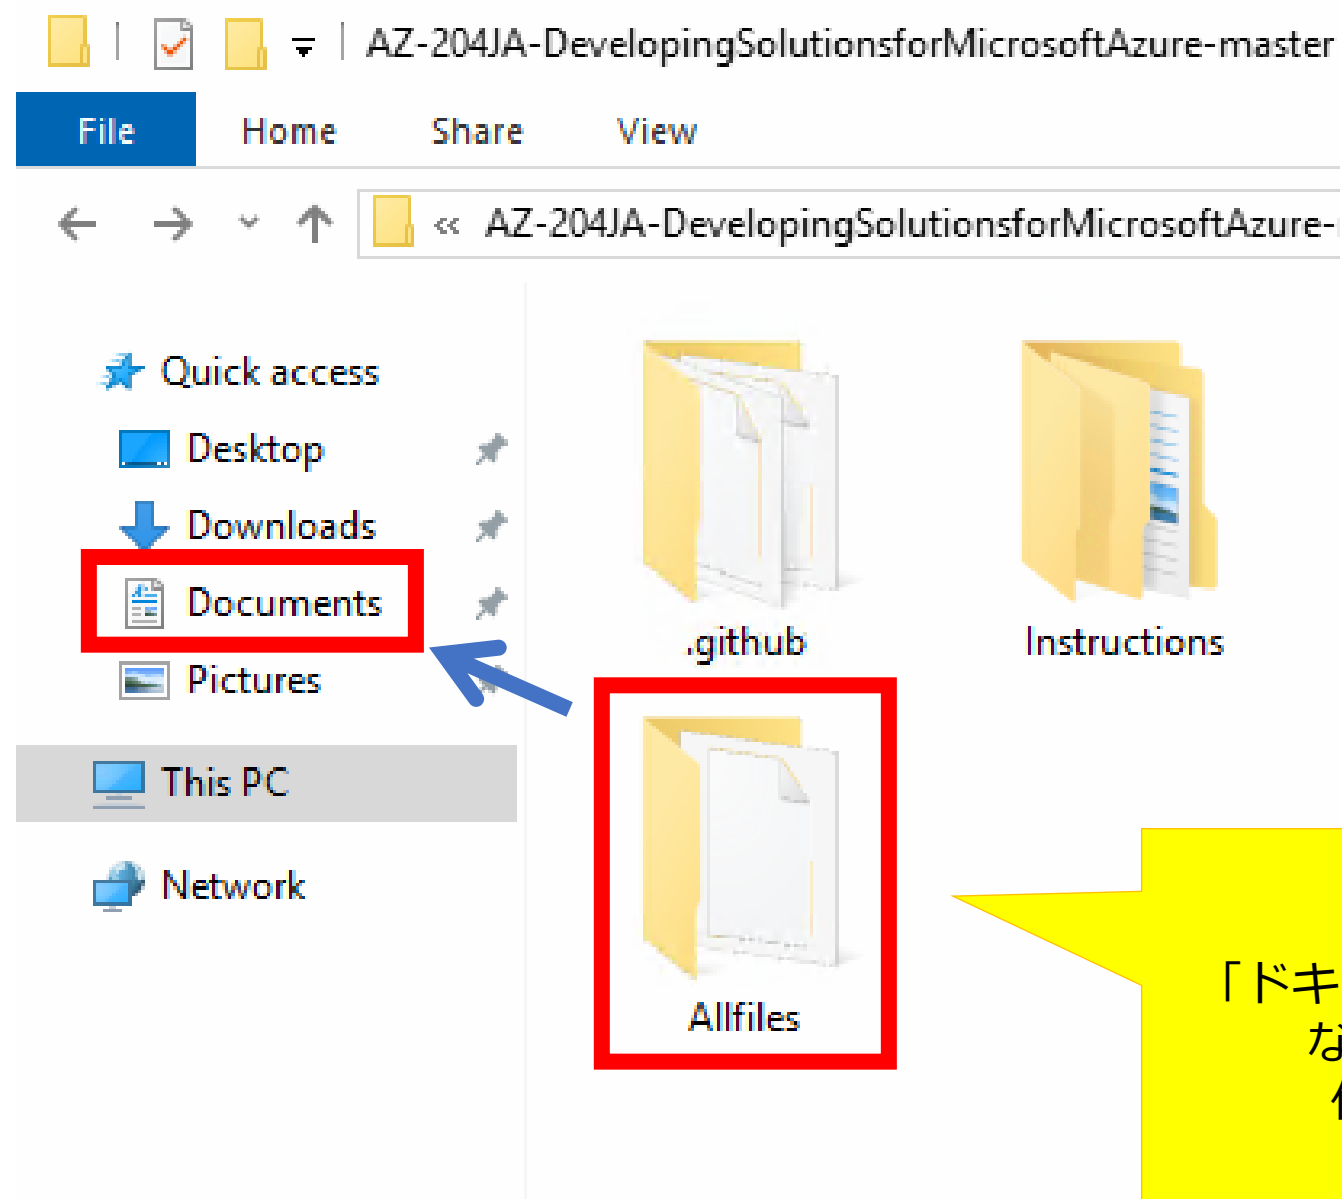 AZ-204JA-DevelopingSolutionsforMicrosoftAzure-master
File Home Share View
« AZ-204JA-DevelopingSolutionsforMicrosoftAzure-
Quick access
Desktop
Downloads
Documents
Pictures
This PC
Network
.github
Instructions
Allfiles
「ドキ
な